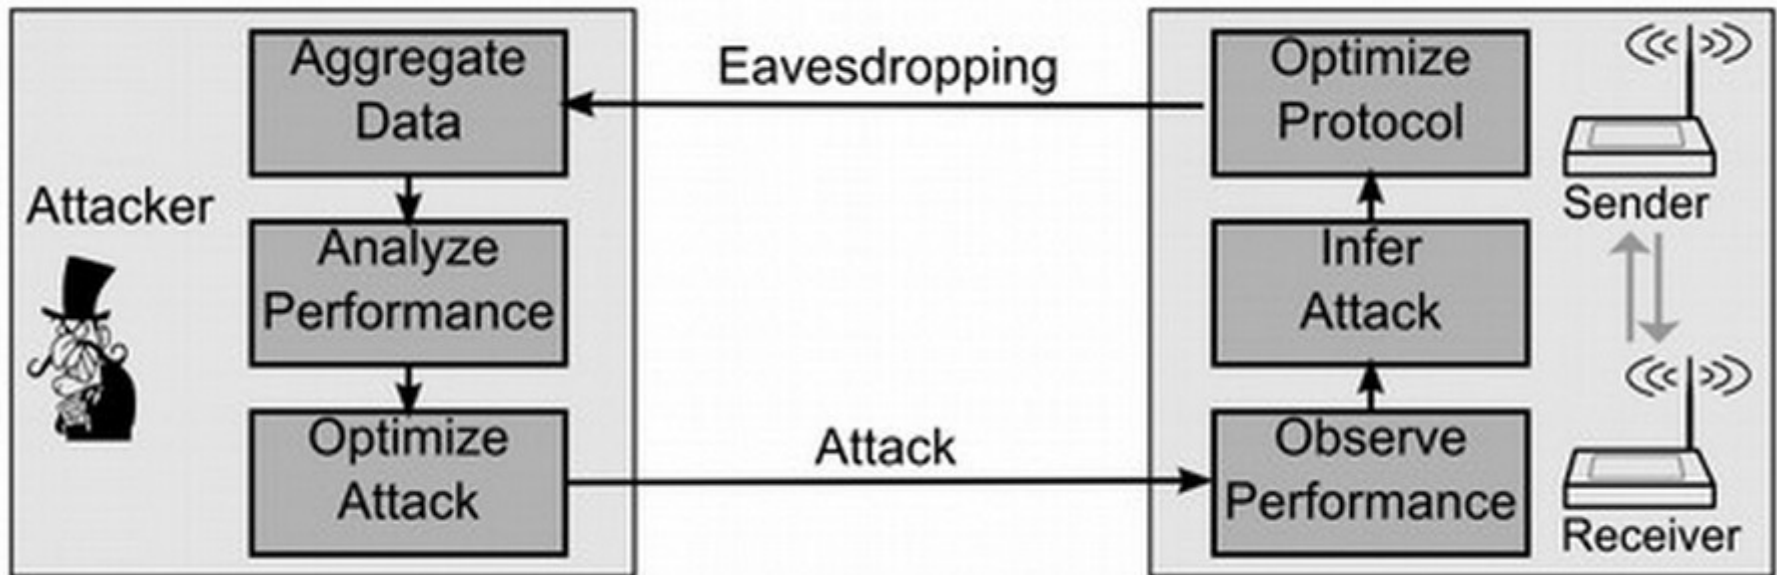 Attacker
Aggregate
Data
Analyze
Performance
Optimize
Attack
Eavesdropping
Attack
Optimize
Protocol
Infer
Attack
Observe
Performance
Sender
Receiver